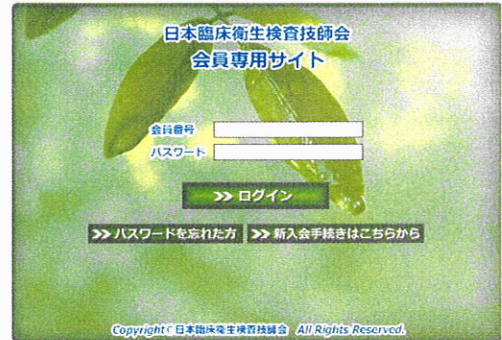 日本臨床衛生検査技師会
会員専用サイト
会員番号
パスワード
>> ログイン
>> パスワードを忘れた方 >> 新入会手続きはこちらから
Copyright© 日本臨床衛生検査技師会 All Rights Reserved.